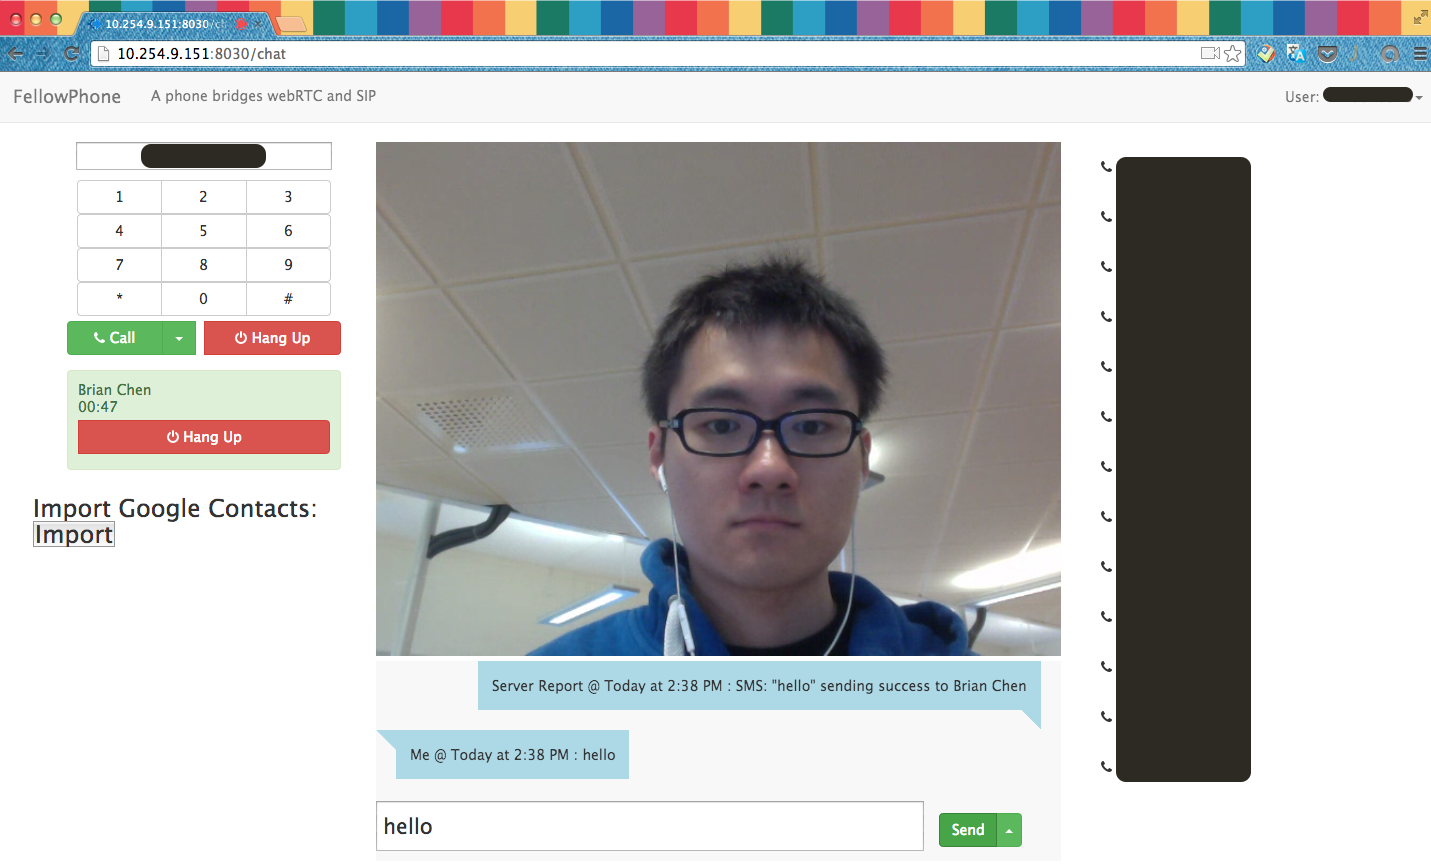 10.254.9.151:8030/c
10.254.9.151:8030/chat
FellowPhone A phone bridges webRTC and SIP User:
1 2 3
4 5 6
7 8 9
* 0 #
Call Hang Up
Brian Chen
00:47
Hang Up
Import Google Contacts:
Import
Server Report @ Today at 2:38 PM : SMS: "hello" sending success to Brian Chen
Me @ Today at 2:38 PM : hello
hello
Send